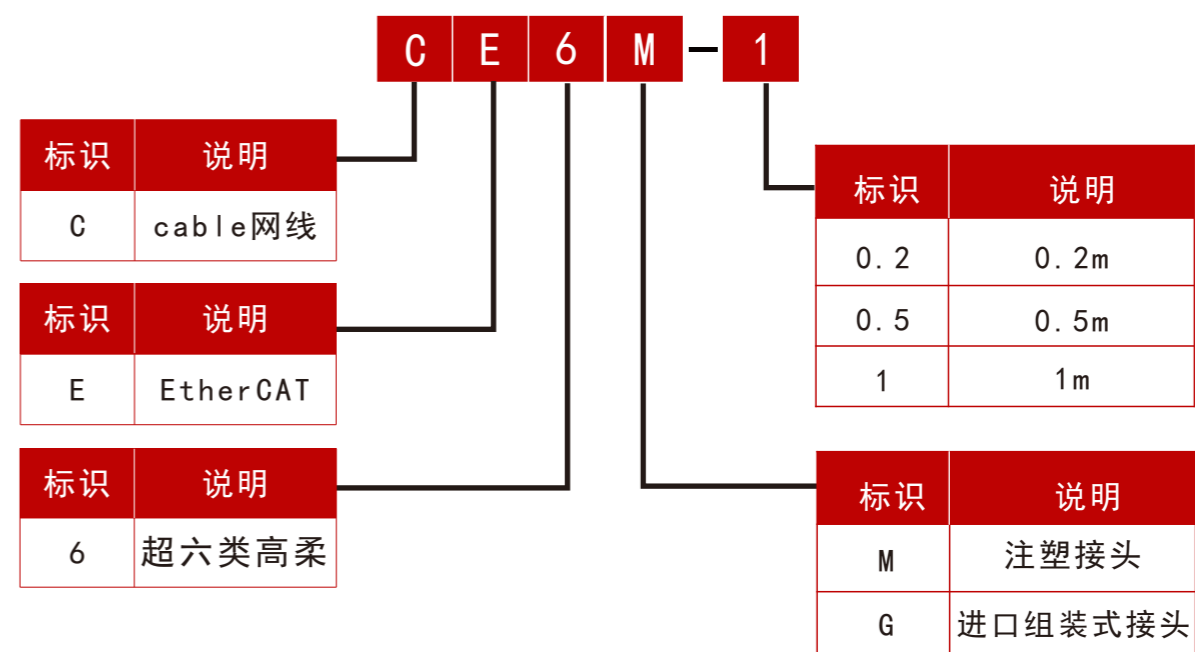 C E 6 M - 1
标识 说明
C cable网线
标识 说明
E EtherCAT
标识 说明
6 超六类高柔
标识 说明
0.2 0.2m
0.5 0.5m
1 1m
标识 说明
M 注塑接头
G 进口组装式接头